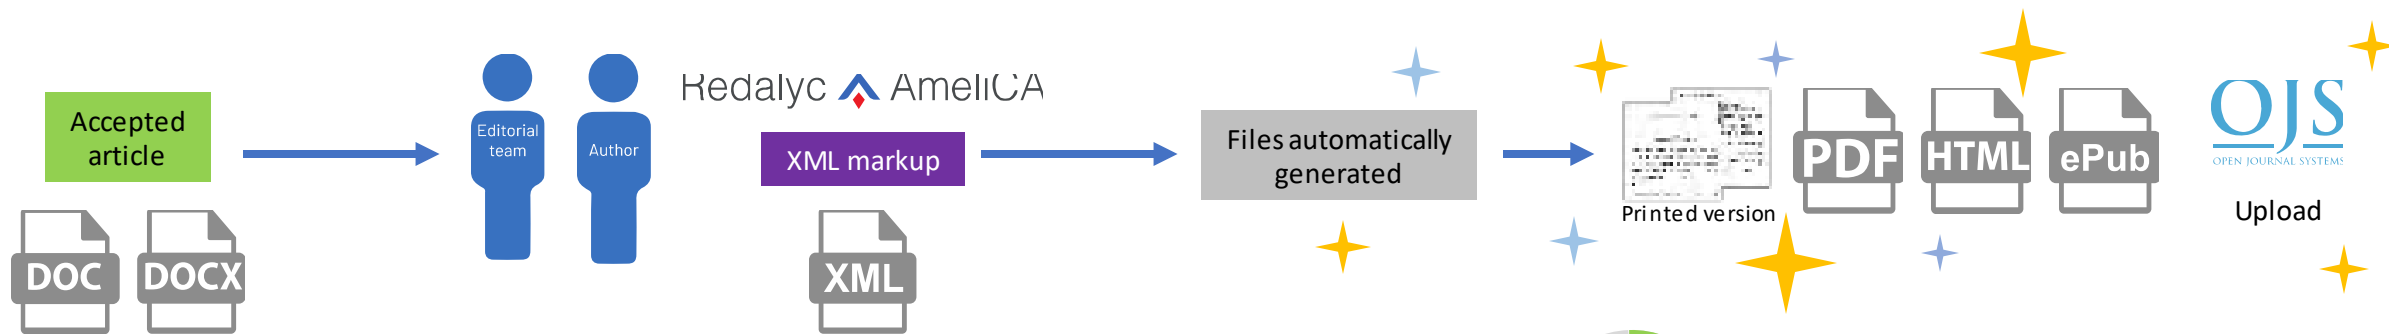 Accepted
article
DOC
DOCX
Editorial
team
Author
Redalyc AmeliCA
XML markup
XML
Files automatically
generated
Printed version
PDF
HTML
ePub
OJS
OPEN JOURNAL SYSTEMS
Upload